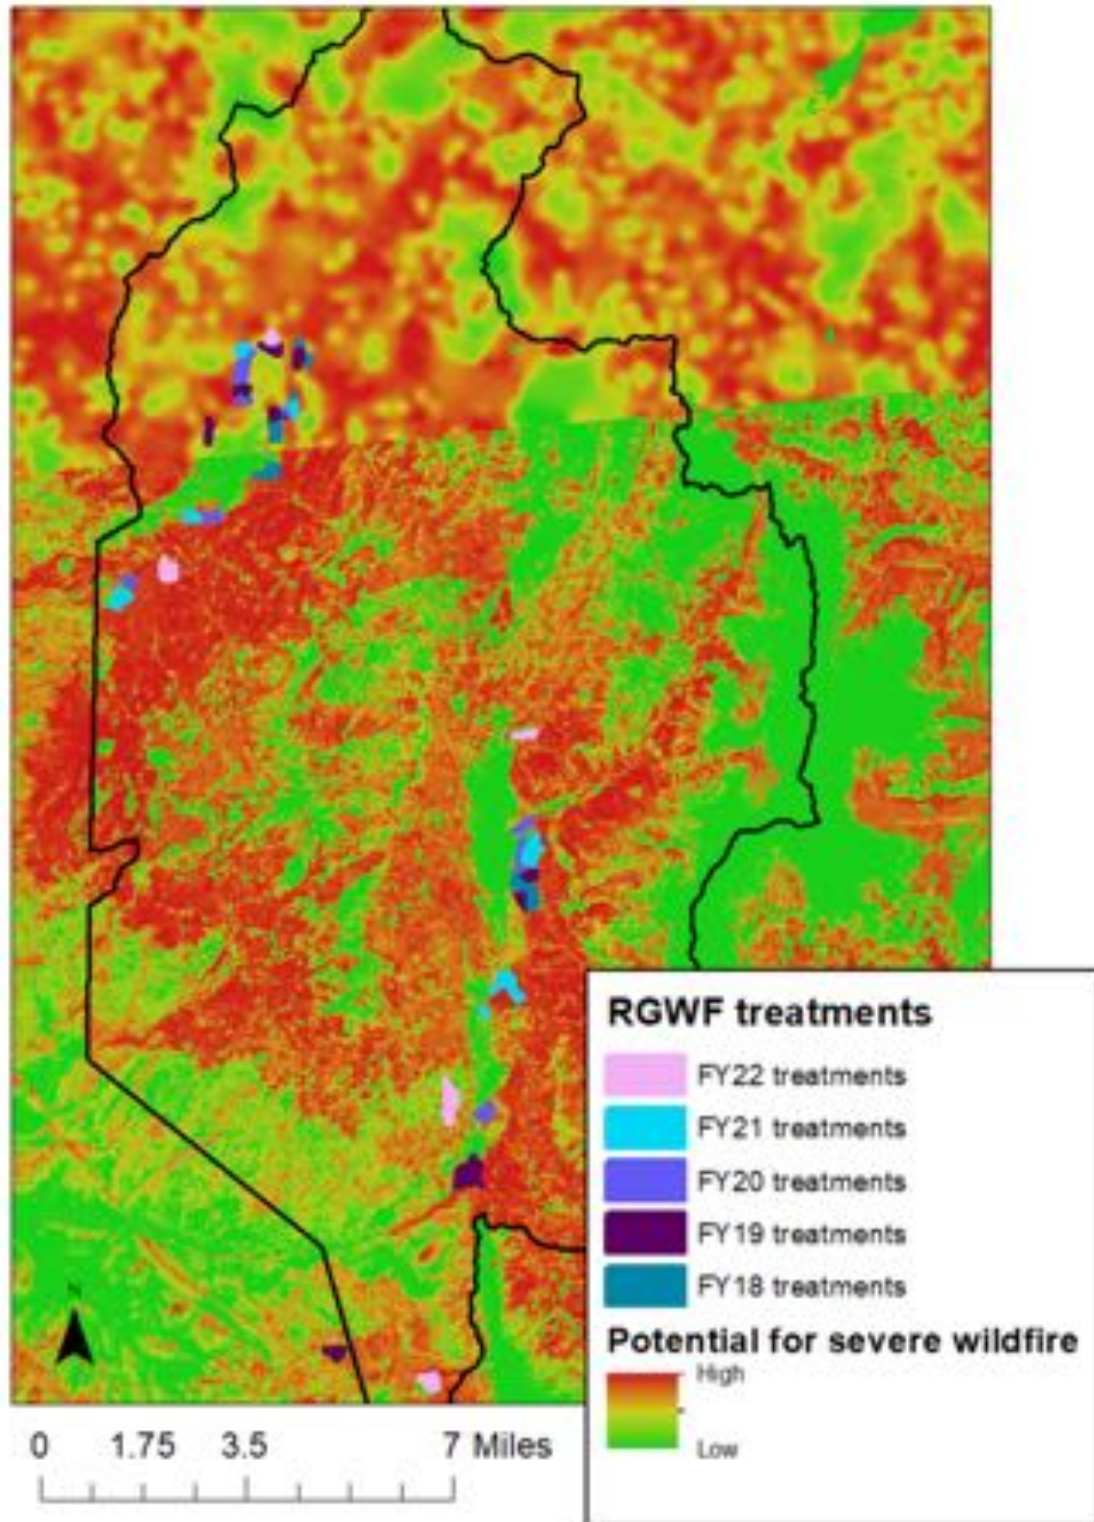 RGWF treatments
FY22 treatments
FY21 treatments
FY20 treatments
FY19 treatments
FY18 treatments
Potential for severe wildfire
High
Low
N
0 1.75 3.5 7 Miles